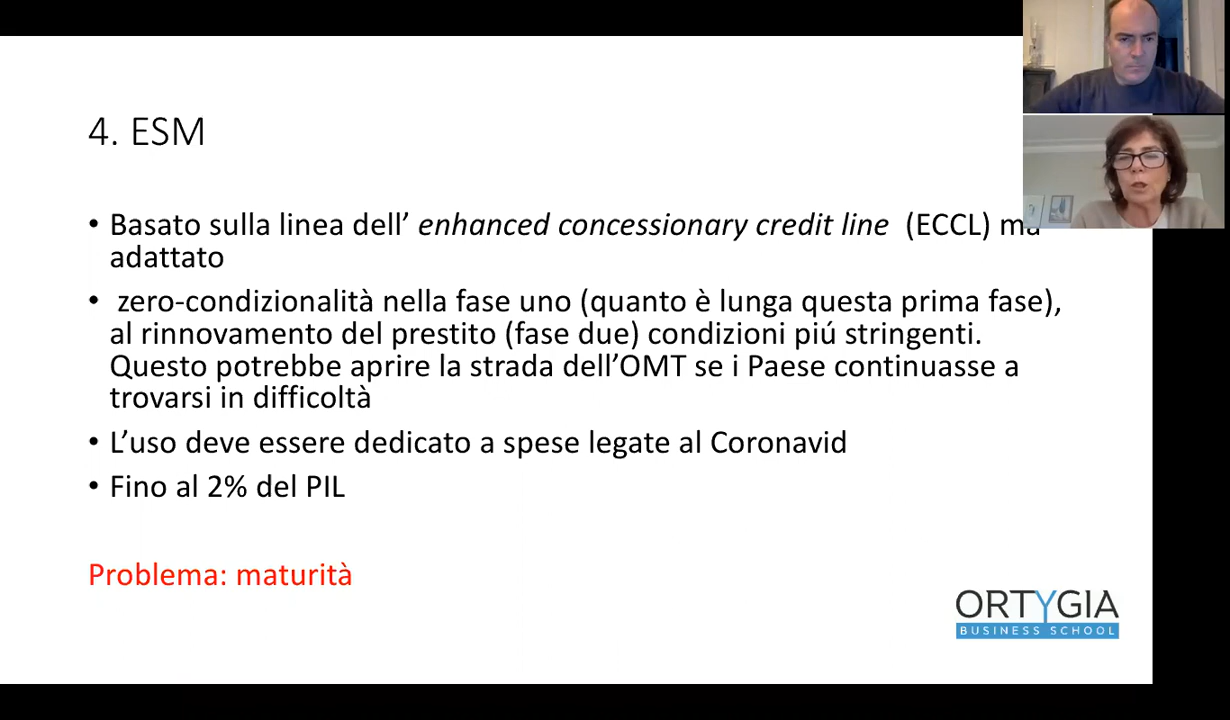 4. ESM
• Basato sulla linea dell’ enhanced concessionary credit line (ECCL) ma
adattato
• zero-condizionalità nella fase uno (quanto è lunga questa prima fase),
al rinnovamento del prestito (fase due) condizioni piú stringenti.
Questo potrebbe aprire la strada dell’OMT se i Paese continuasse a
trovarsi in difficoltà
• L’uso deve essere dedicato a spese legate al Coronavid
• Fino al 2% del PIL
Problema: maturità
ORTYGIA
BUSINESS SCHOOL